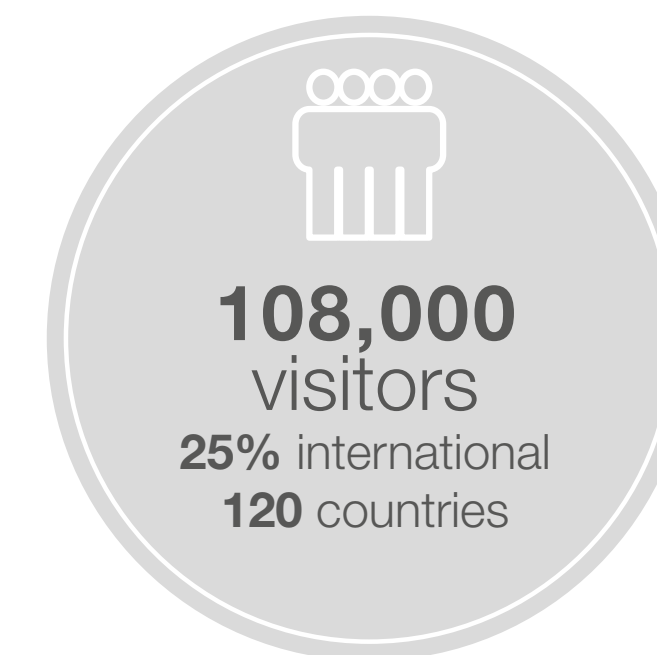 108,000
visitors
25% international
120 countries